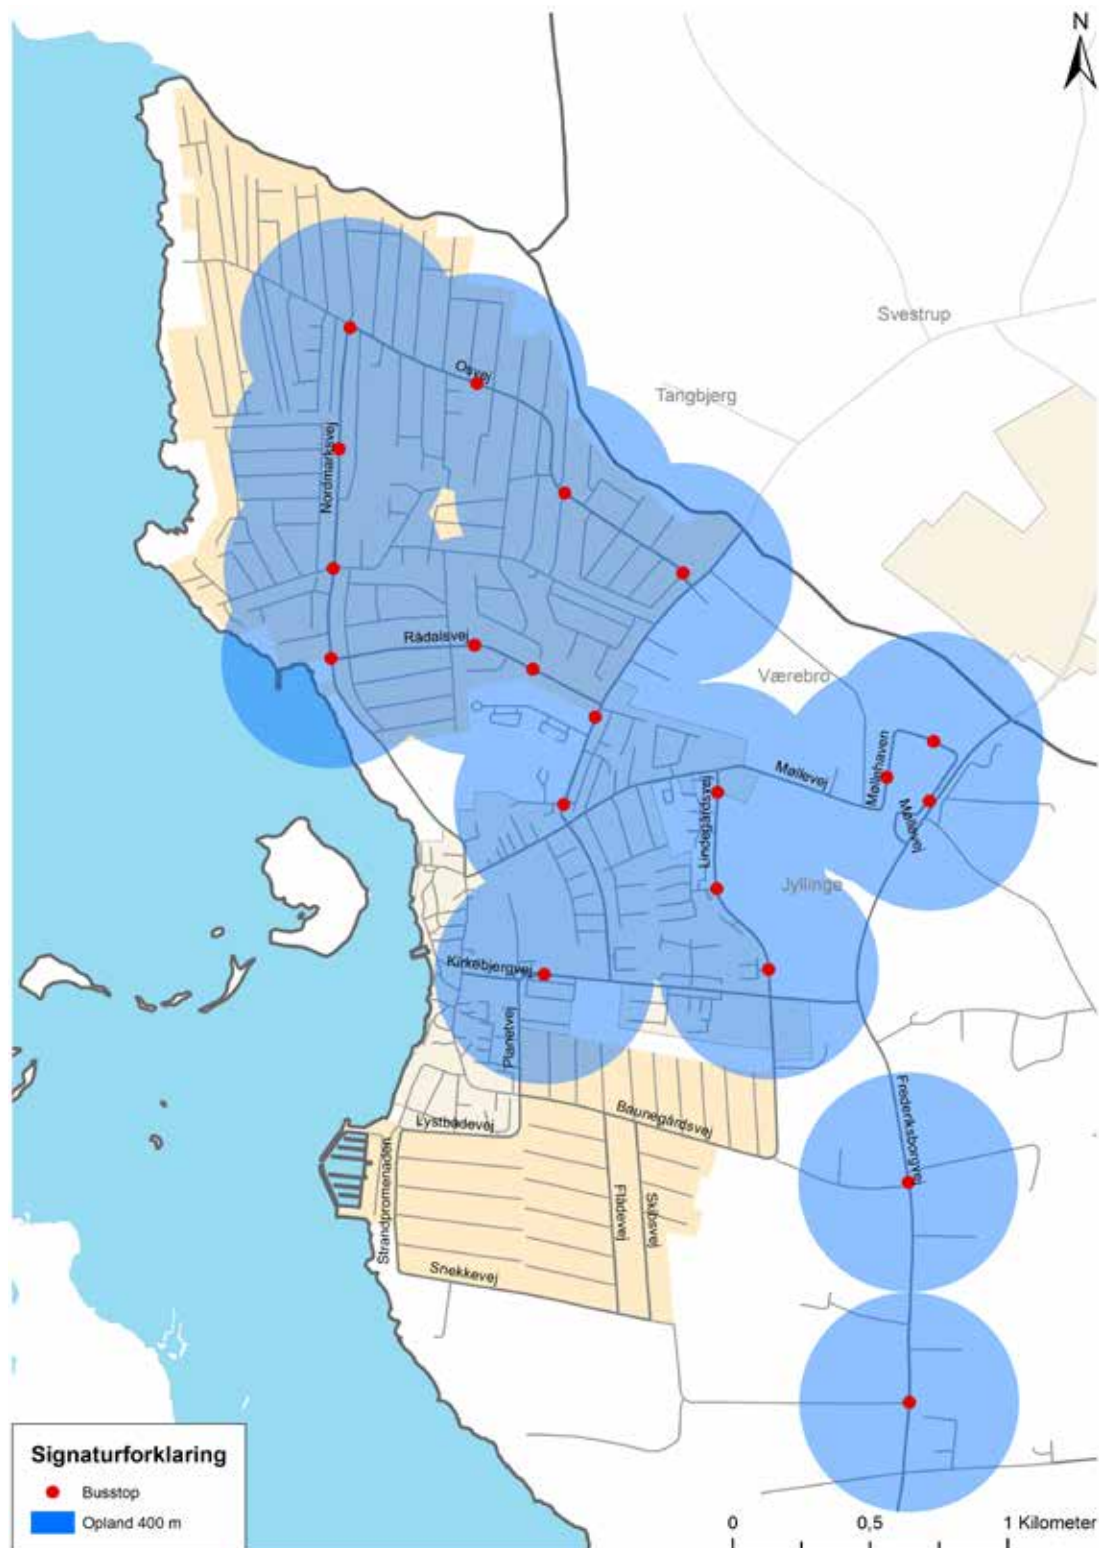 N
Svestrup
Tangbjerg
Osvej
Nordmarksvej
Rådalsvej
Værebro
Møllehaven
Møllevej
Lindegårdsvej
Møllevej
Jyllinge
Kirkebjergvej
Planetvej
Frederiksborgvej
Baunegårdsvej
Lystbådevej
Strandpromenaden
Flådevej
Skibsvej
Snekkevej
Signaturforklaring
Busstop
Opland 400 m
0 0,5 1 Kilometer